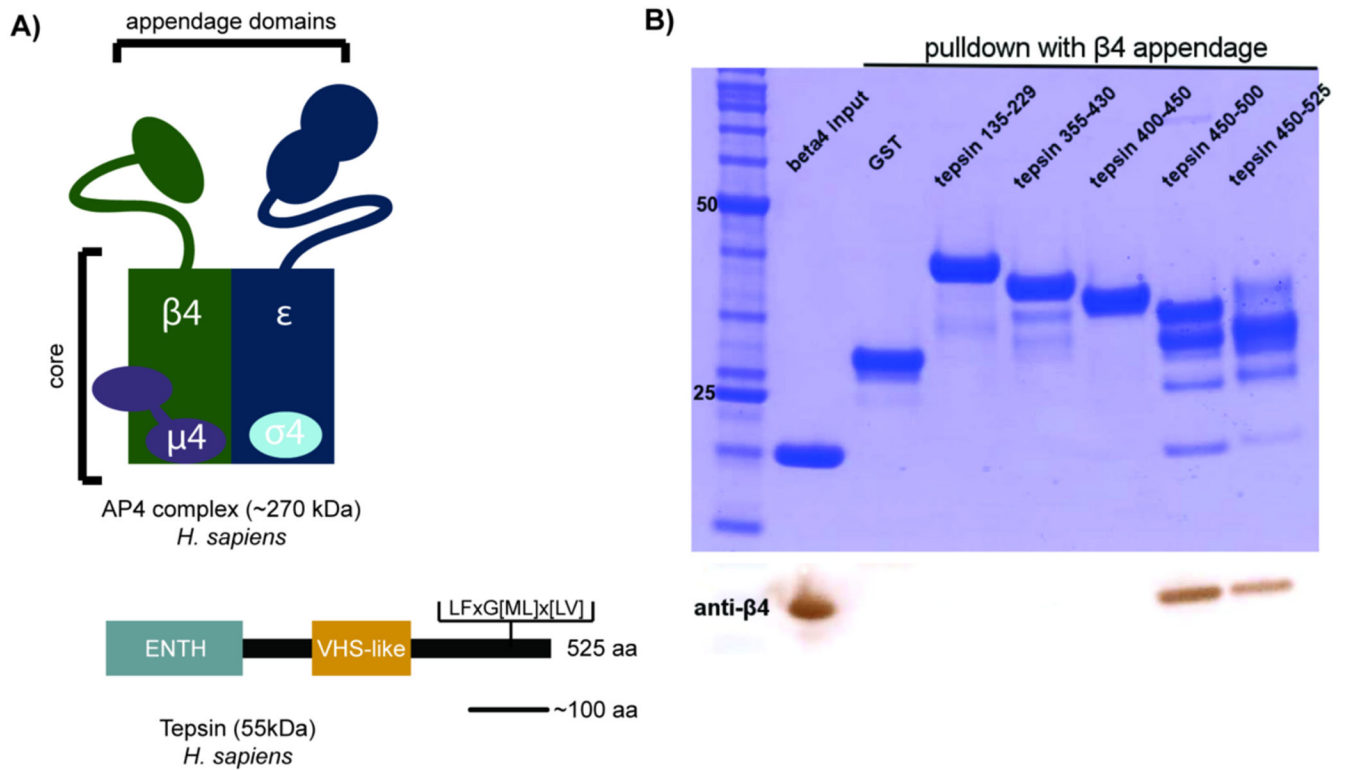 A)
appendage domains
core
β4
ε
μ4
σ4
AP4 complex (~270 kDa)
H. sapiens
LFxG[ML]x[LV]
ENTH
VHS-like
525 aa
~100 aa
Tepsin (55kDa)
H. sapiens
B)
pulldown with β4 appendage
beta4 input
GST
tepsin 135-229
tepsin 355-430
tepsin 400-450
tepsin 450-500
tepsin 450-525
50
25
anti-β4